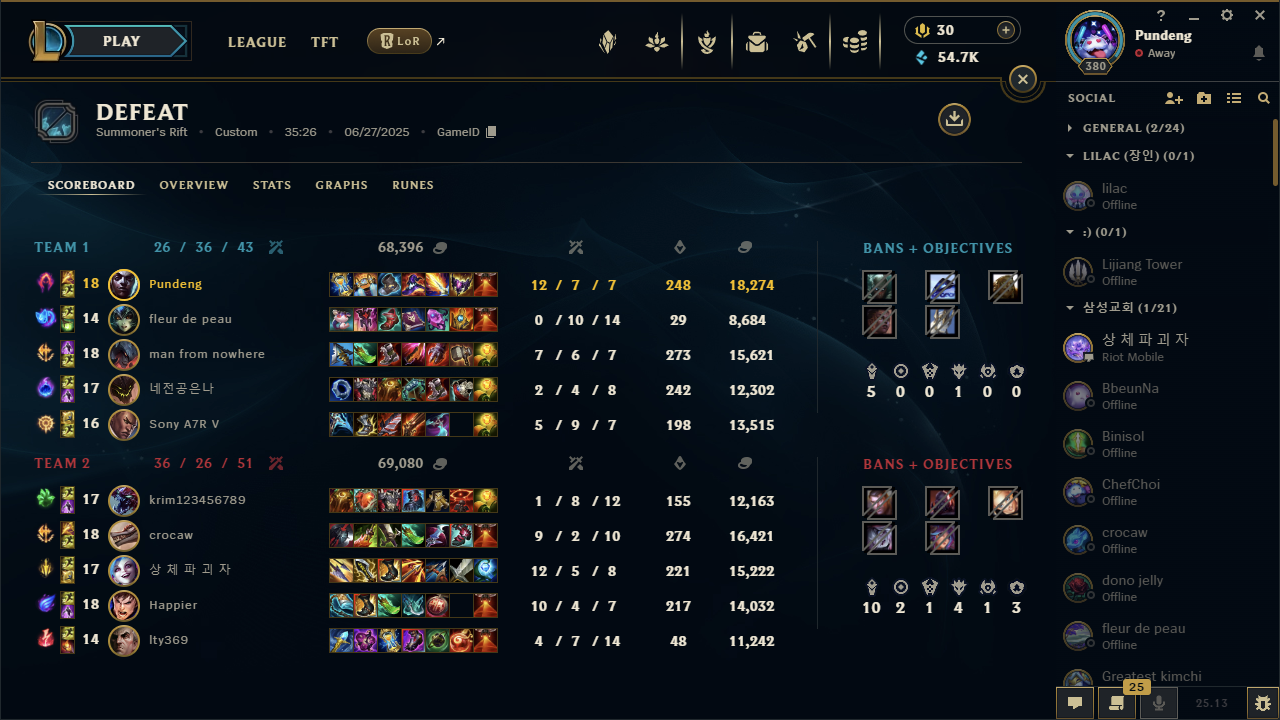 PLAY
LEAGUE TFT LoR
30
54.7K
?
Pundeng
Away
380
DEFEAT
Summoner's Rift • Custom • 35:26 • 06/27/2025 • GameID
SCOREBOARD OVERVIEW STATS GRAPHS RUNES
TEAM 1 26 / 36 / 43 68,396
18 Pundeng 12 / 7 / 7 248 18,274
14 fleur de peau 0 / 10 / 14 29 8,684
18 man from nowhere 7 / 6 / 7 273 15,621
17 네전공은나 2 / 4 / 8 242 12,302
16 Sony A7R V 5 / 9 / 7 198 13,515
BANS + OBJECTIVES
5 0 0 1 0 0
TEAM 2 36 / 26 / 51 69,080
17 krim123456789 1 / 8 / 12 155 12,163
18 crocaw 9 / 2 / 10 274 16,421
17 상 체 파 괴 자 12 / 5 / 8 221 15,222
18 Happier 10 / 4 / 7 217 14,032
14 lty369 4 / 7 / 14 48 11,242
BANS + OBJECTIVES
10 2 1 4 1 3
SOCIAL
GENERAL (2/24)
LILAC (장인) (0/1)
lilac
Offline
:) (0/1)
Lijiang Tower
Offline
삼성교회 (1/21)
상 체 파 괴 자
Riot Mobile
BbeunNa
Offline
Binisol
Offline
ChefChoi
Offline
crocaw
Offline
dono jelly
Offline
fleur de peau
Offline
Greatest kimchi
25
25.13